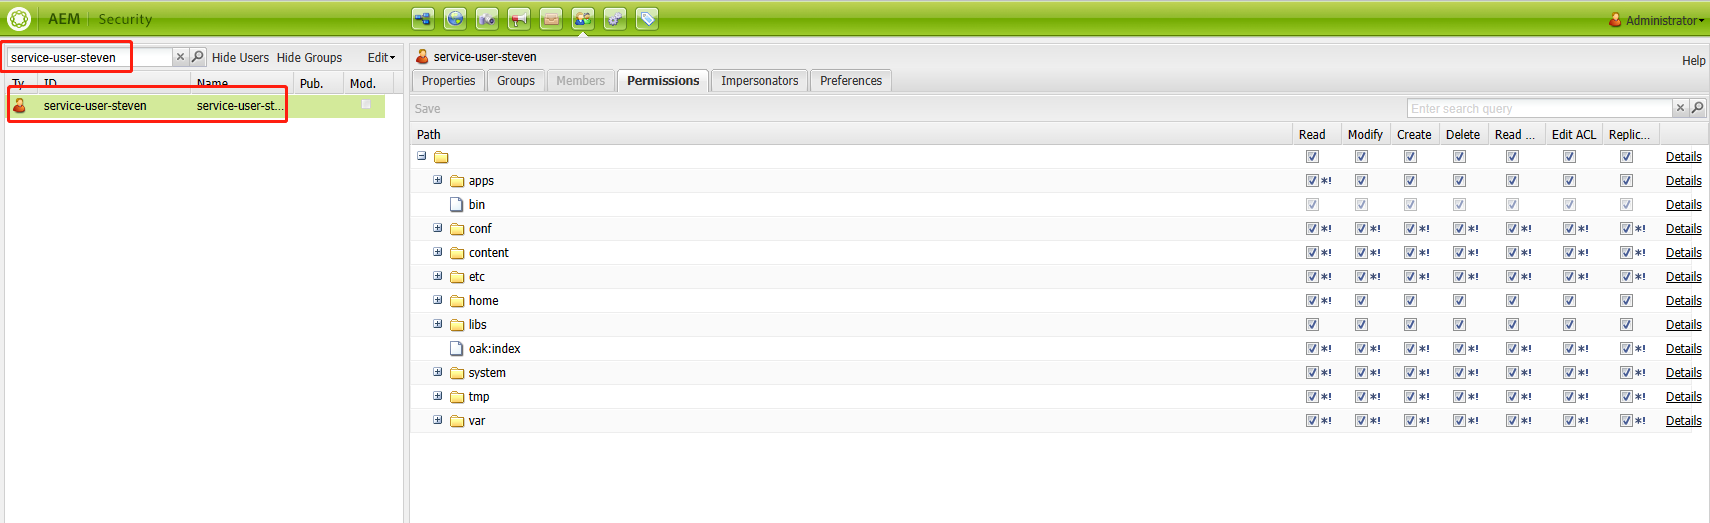 AEM Security Administrator
service-user-steven Hide Users Hide Groups Edit
Ty ID Name Pub. Mod.
service-user-steven service-user-st...
service-user-steven
Help
Properties Groups Members Permissions Impersonators Preferences
Save Enter search query
Path Read Modify Create Delete Read ... Edit ACL Replic...
Details
apps *! Details
bin Details
conf *! *! *! *! *! *! *! Details
content *! *! *! *! *! *! *! Details
etc *! *! *! *! *! *! *! Details
home *! Details
libs Details
oak:index *! *! *! *! *! *! *! Details
system *! *! *! *! *! *! *! Details
tmp *! *! *! *! *! *! *! Details
var *! *! *! *! *! *! *! Details